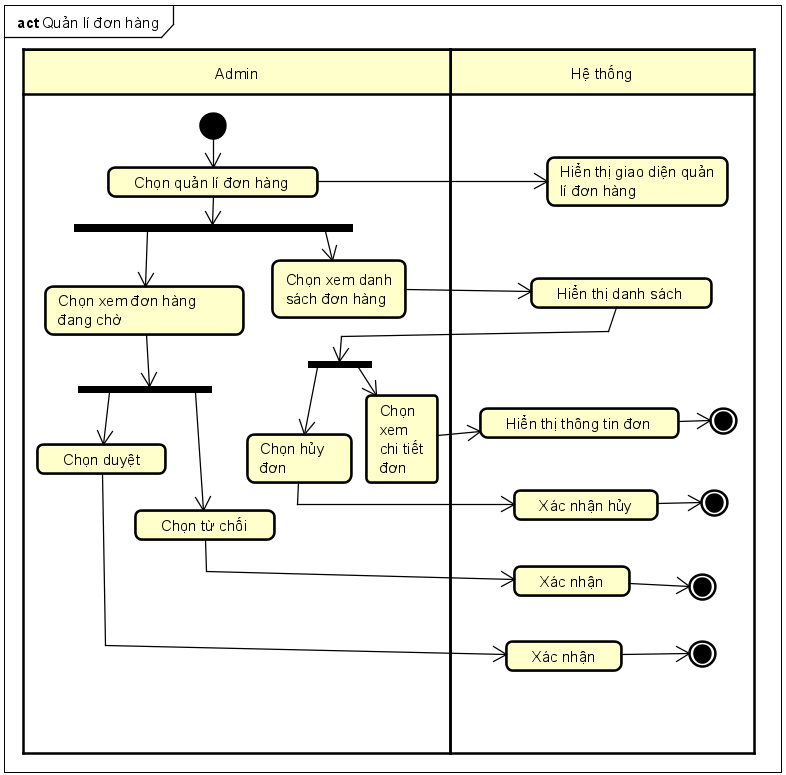 act Quản lí đơn hàng
Admin
Hệ thống
Chọn quản lí đơn hàng
Hiển thị giao diện quản
lí đơn hàng
Chọn xem danh
sách đơn hàng
Chọn xem đơn hàng
đang chờ
Hiển thị danh sách
Chọn
xem
chi tiết
đơn
Hiển thị thông tin đơn
Chọn hủy
đơn
Chọn duyệt
Xác nhận hủy
Chọn từ chối
Xác nhận
Xác nhận